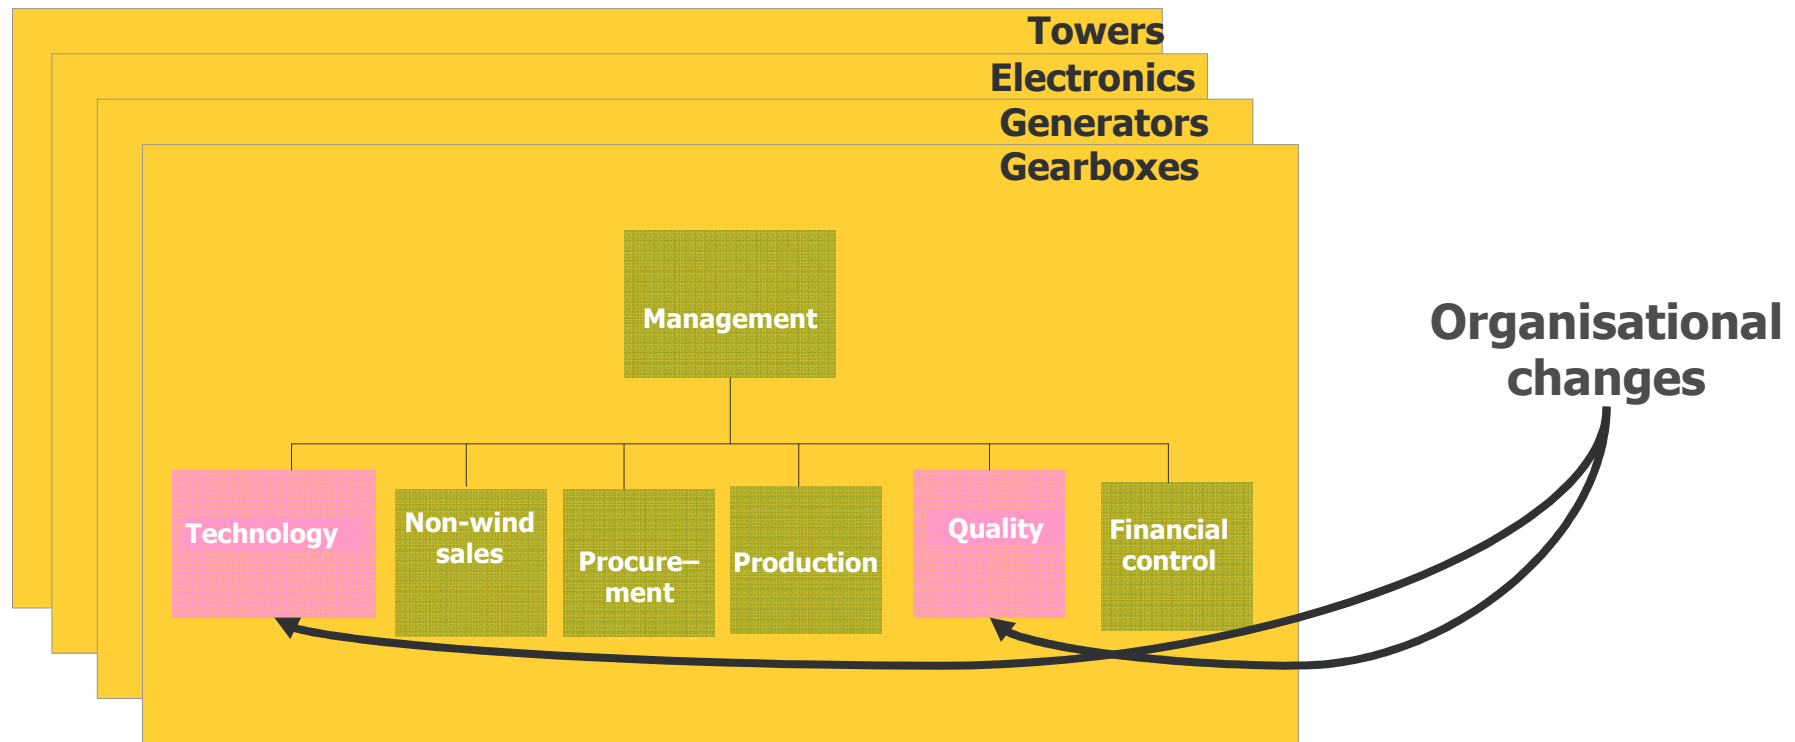 Towers
Electronics
Generators
Gearboxes
Management
Organisational
changes
Technology
Non-wind
sales
Procure–
ment
Production
Quality
Financial
control